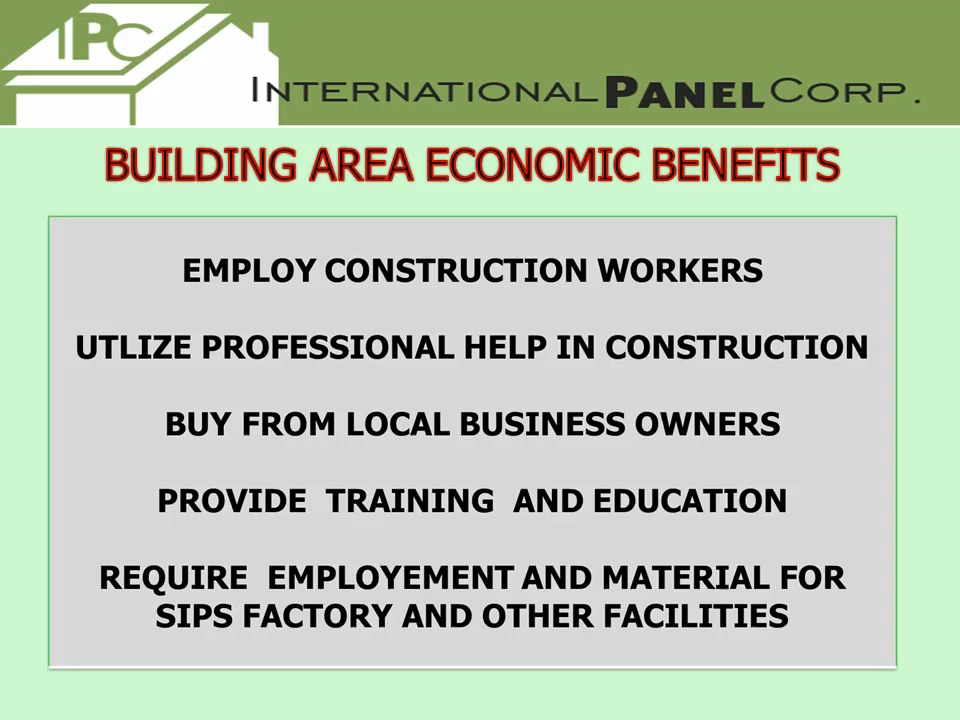 IPC
INTERNATIONAL PANEL CORP.
BUILDING AREA ECONOMIC BENEFITS
EMPLOY CONSTRUCTION WORKERS
UTLIZE PROFESSIONAL HELP IN CONSTRUCTION
BUY FROM LOCAL BUSINESS OWNERS
PROVIDE TRAINING AND EDUCATION
REQUIRE EMPLOYEMENT AND MATERIAL FOR
SIPS FACTORY AND OTHER FACILITIES